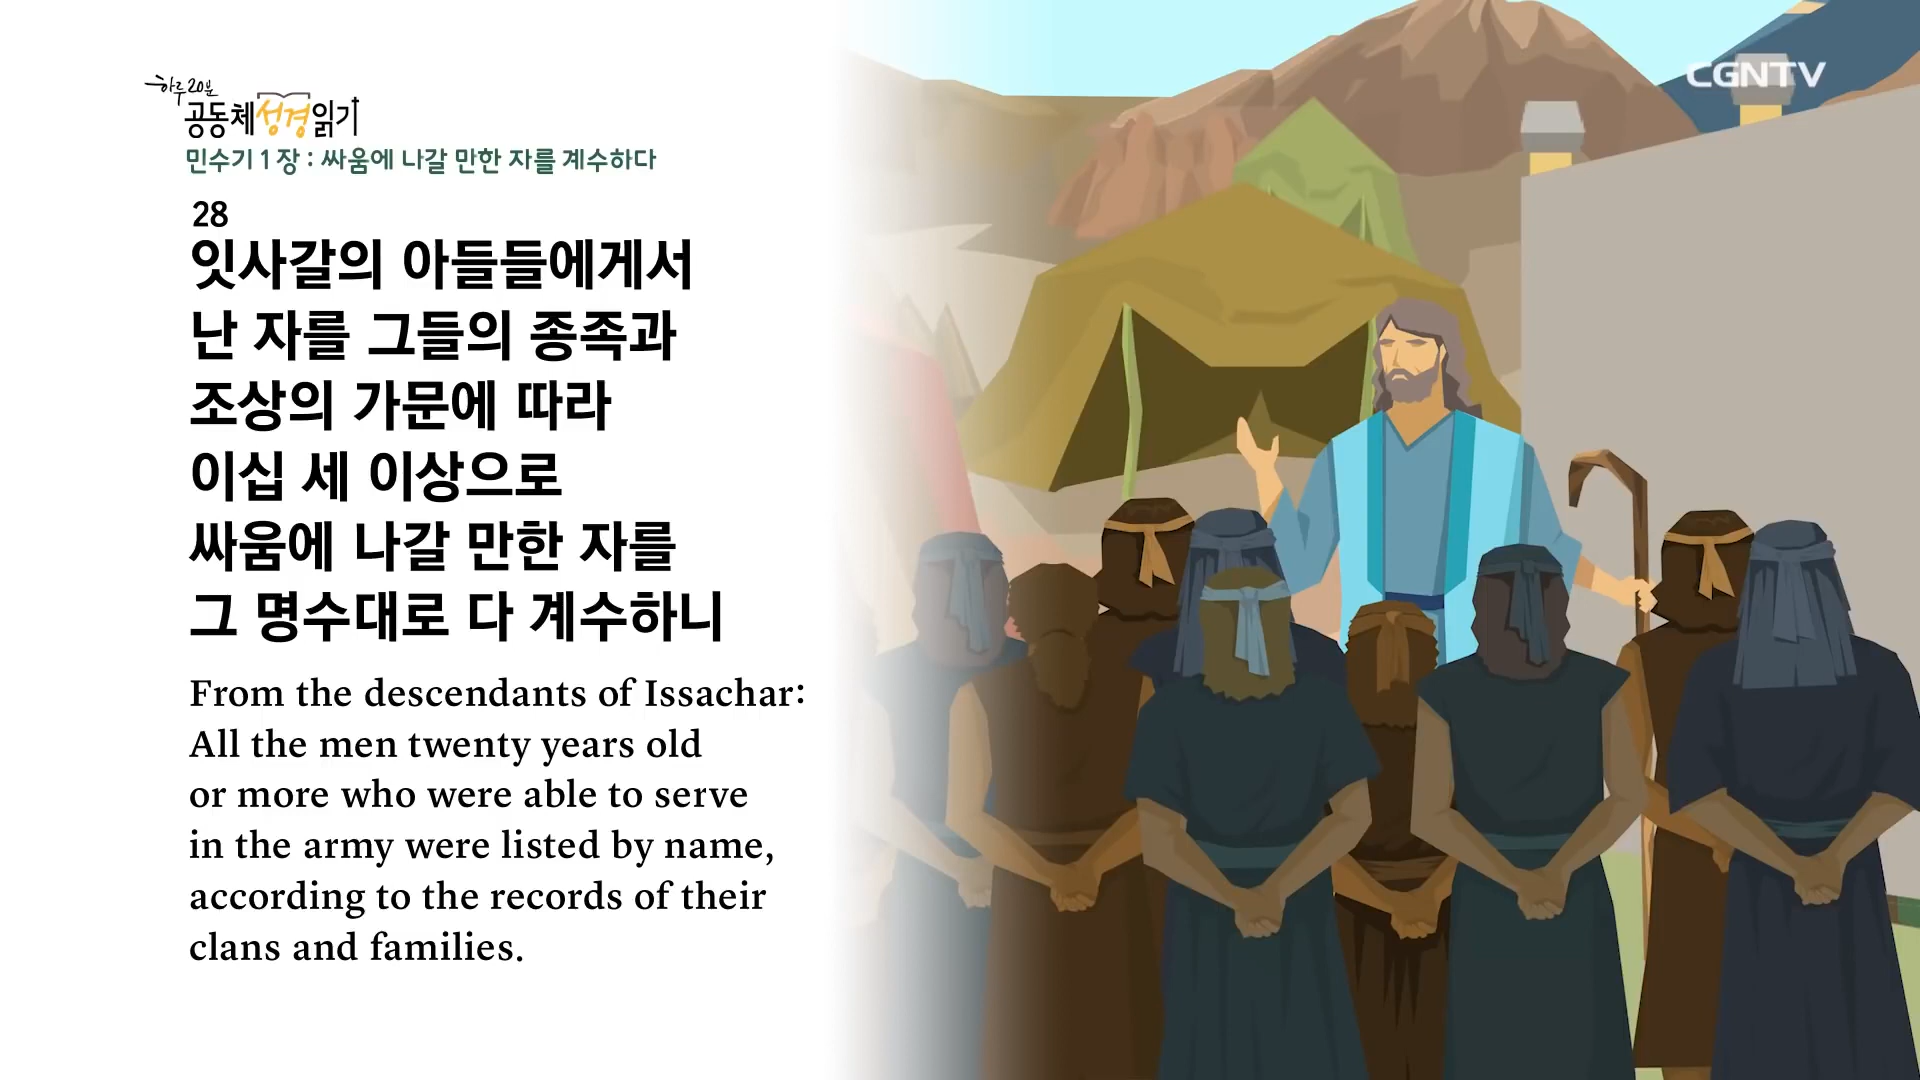 하루 20분
공동체성경읽기
민수기 1장 : 싸움에 나갈 만한 자를 계수하다
28
잇사갈의 아들들에게서
난 자를 그들의 종족과
조상의 가문에 따라
이십 세 이상으로
싸움에 나갈 만한 자를
그 명수대로 다 계수하니
From the descendants of Issachar:
All the men twenty years old
or more who were able to serve
in the army were listed by name,
according to the records of their
clans and families.
CGNTV